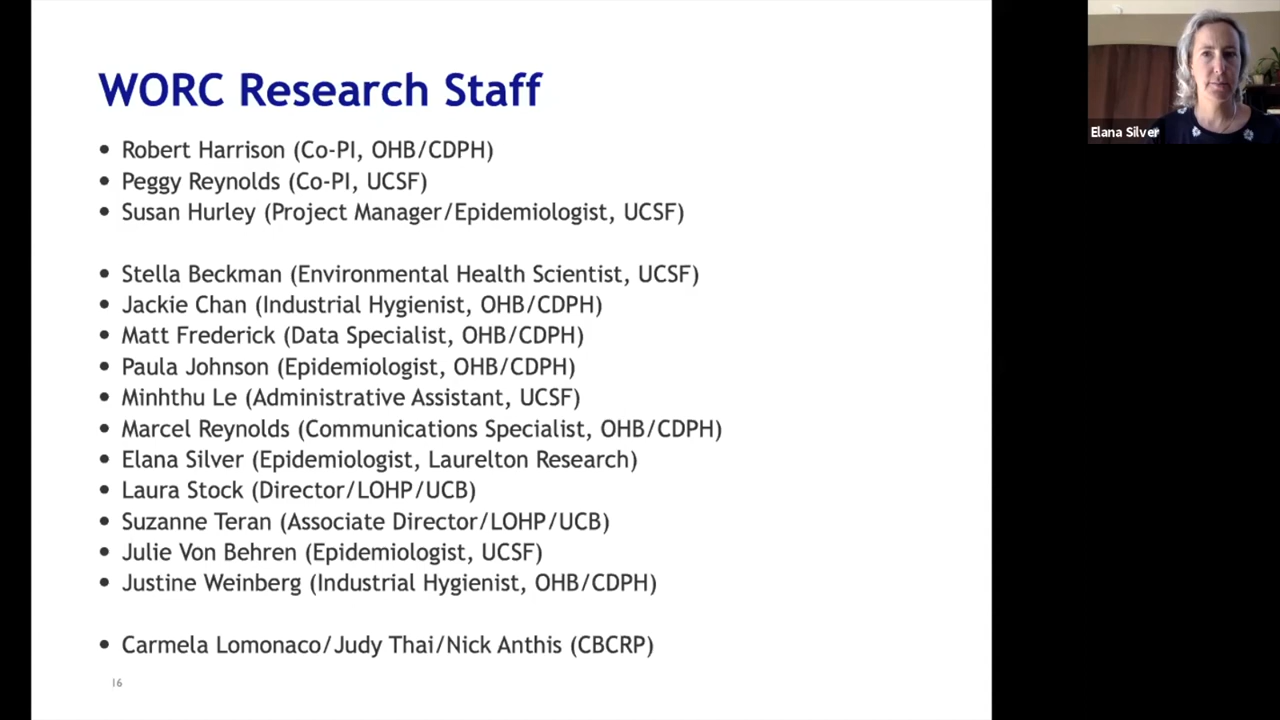 WORC Research Staff
• Robert Harrison (Co-PI, OHB/CDPH)
• Peggy Reynolds (Co-PI, UCSF)
• Susan Hurley (Project Manager/Epidemiologist, UCSF)
• Stella Beckman (Environmental Health Scientist, UCSF)
• Jackie Chan (Industrial Hygienist, OHB/CDPH)
• Matt Frederick (Data Specialist, OHB/CDPH)
• Paula Johnson (Epidemiologist, OHB/CDPH)
• Minhthu Le (Administrative Assistant, UCSF)
• Marcel Reynolds (Communications Specialist, OHB/CDPH)
• Elana Silver (Epidemiologist, Laurelton Research)
• Laura Stock (Director/LOHP/UCB)
• Suzanne Teran (Associate Director/LOHP/UCB)
• Julie Von Behren (Epidemiologist, UCSF)
• Justine Weinberg (Industrial Hygienist, OHB/CDPH)
• Carmela Lomonaco/Judy Thai/Nick Anthis (CBCRP)
16
Elana Silver